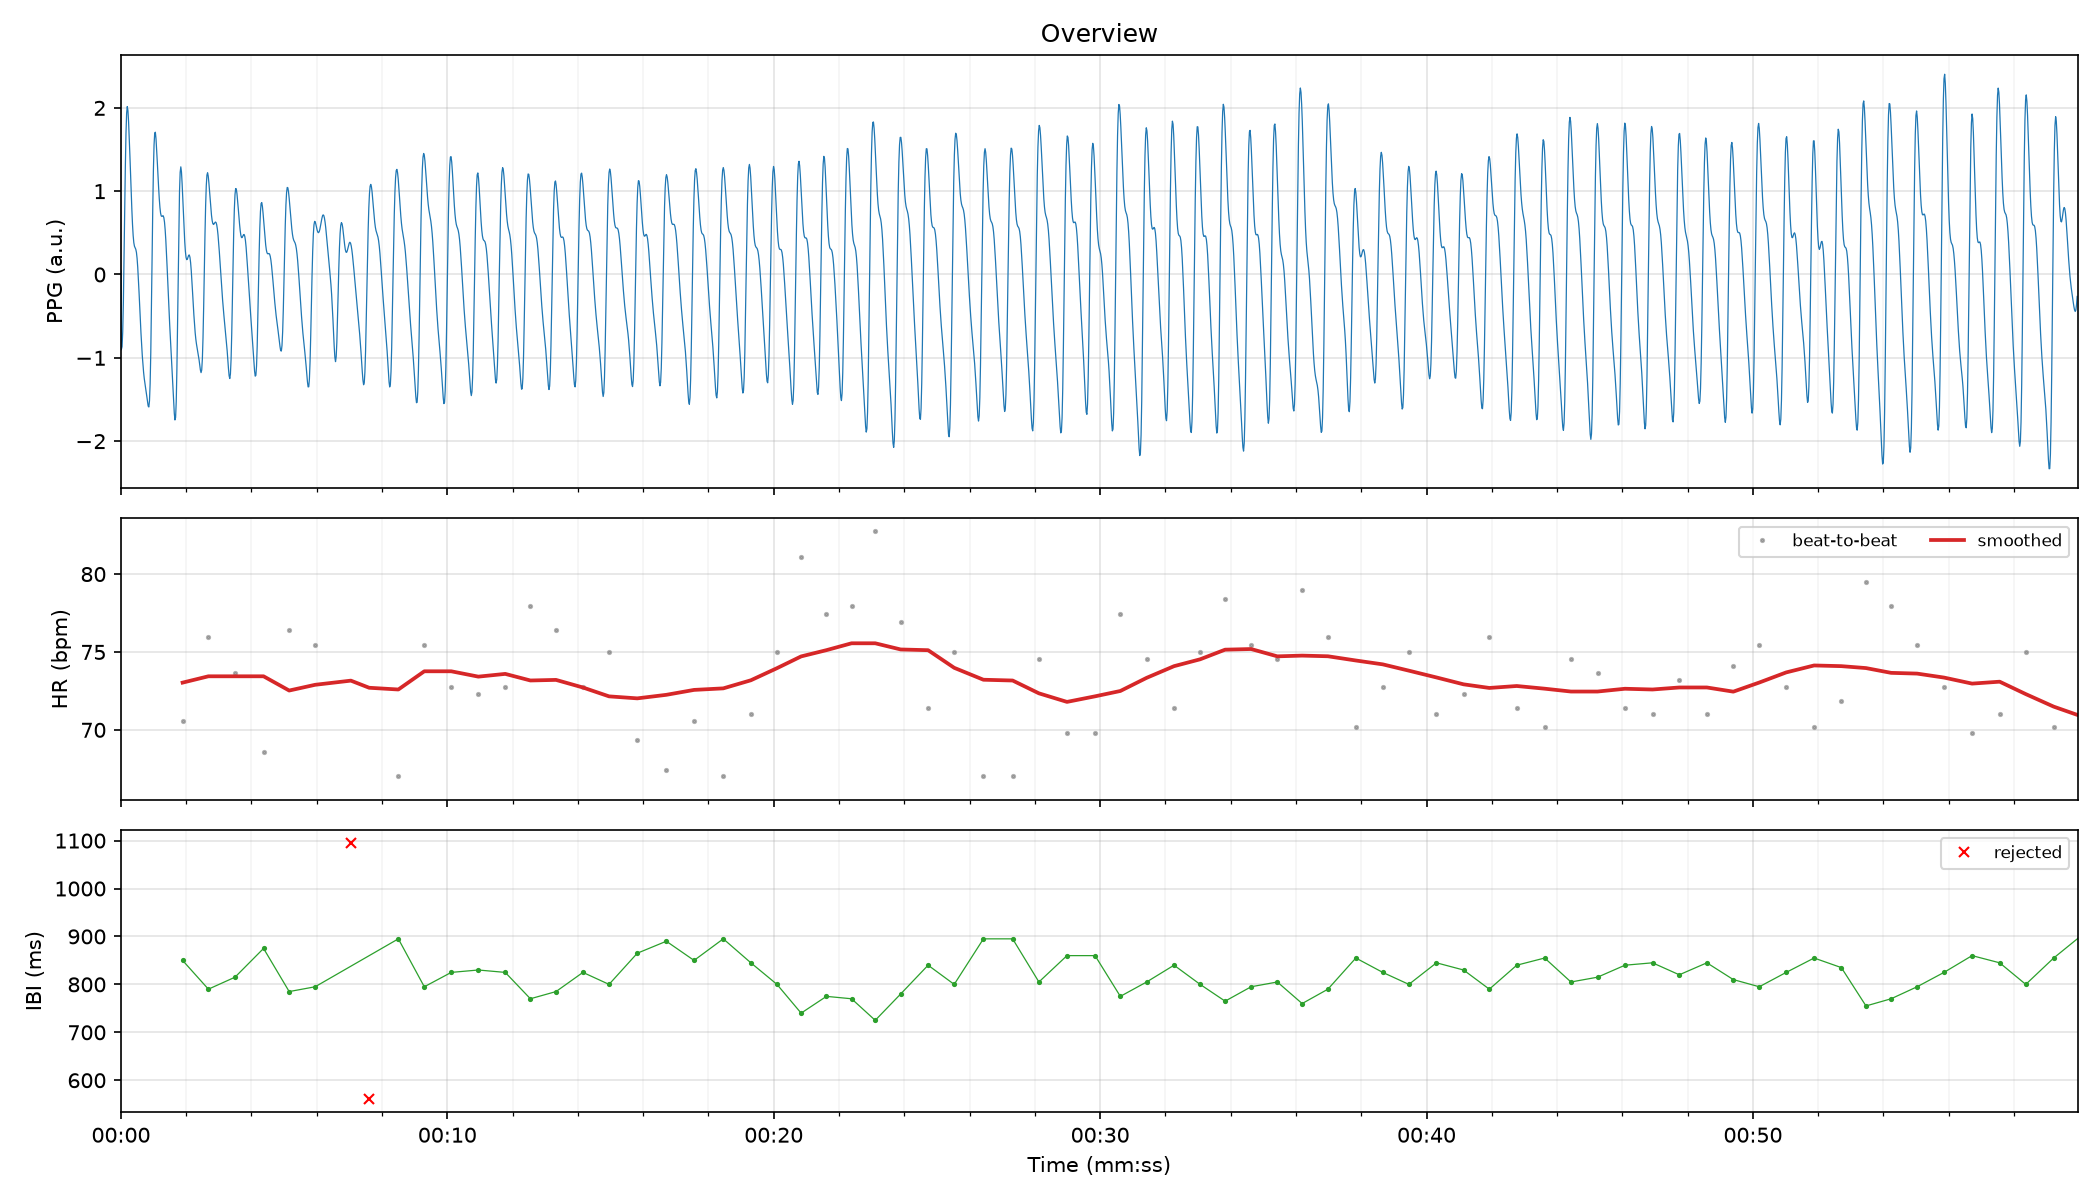 Overview
PPG (a.u.)
2
1
0
−1
−2
HR (bpm)
80
75
70
beat-to-beat
smoothed
IBI (ms)
1100
1000
900
800
700
600
rejected
00:00
00:10
00:20
00:30
00:40
00:50
Time (mm:ss)